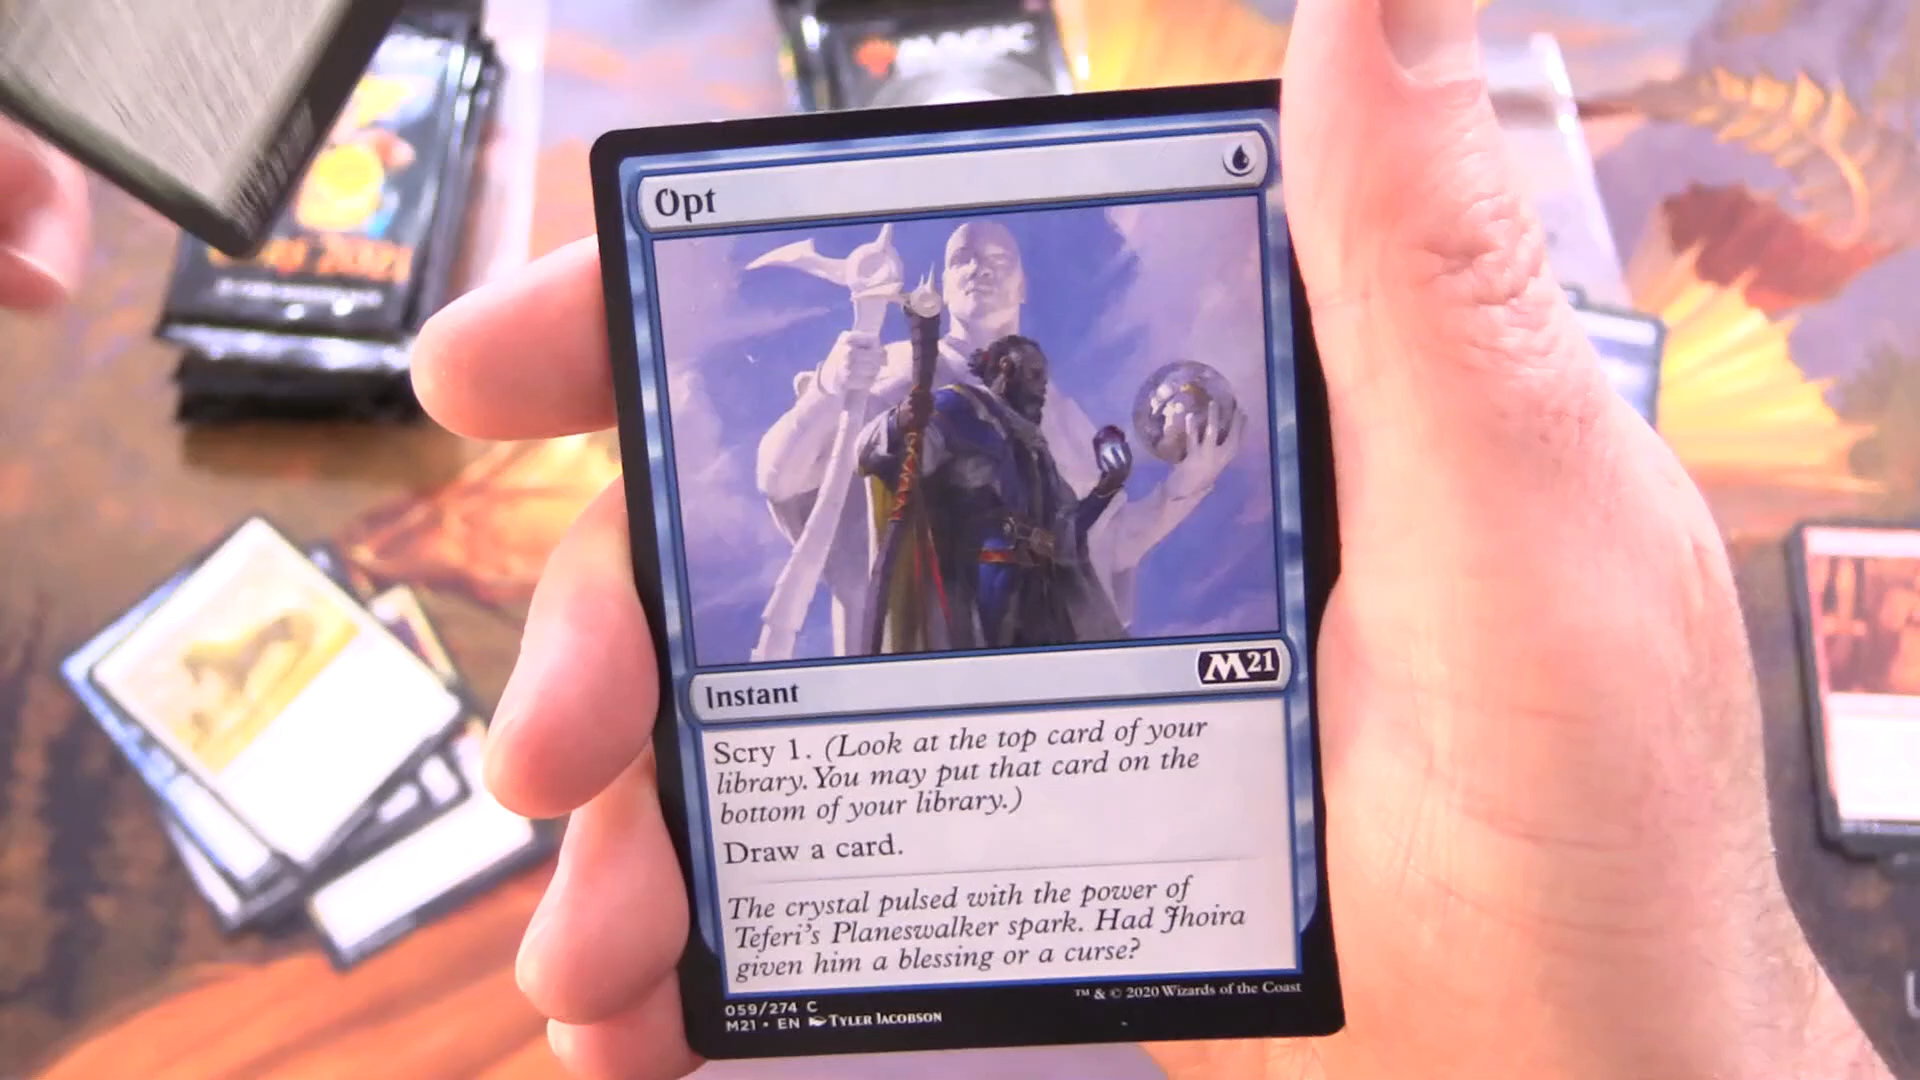 MAGIC
Opt
Instant
M21
Scry 1. (Look at the top card of your
library. You may put that card on the
bottom of your library.)
Draw a card.
The crystal pulsed with the power of
Teferi's Planeswalker spark. Had Jhoira
given him a blessing or a curse?
059/274 C
M21 • EN TYLER JACOBSON
™ & © 2020 Wizards of the Coast